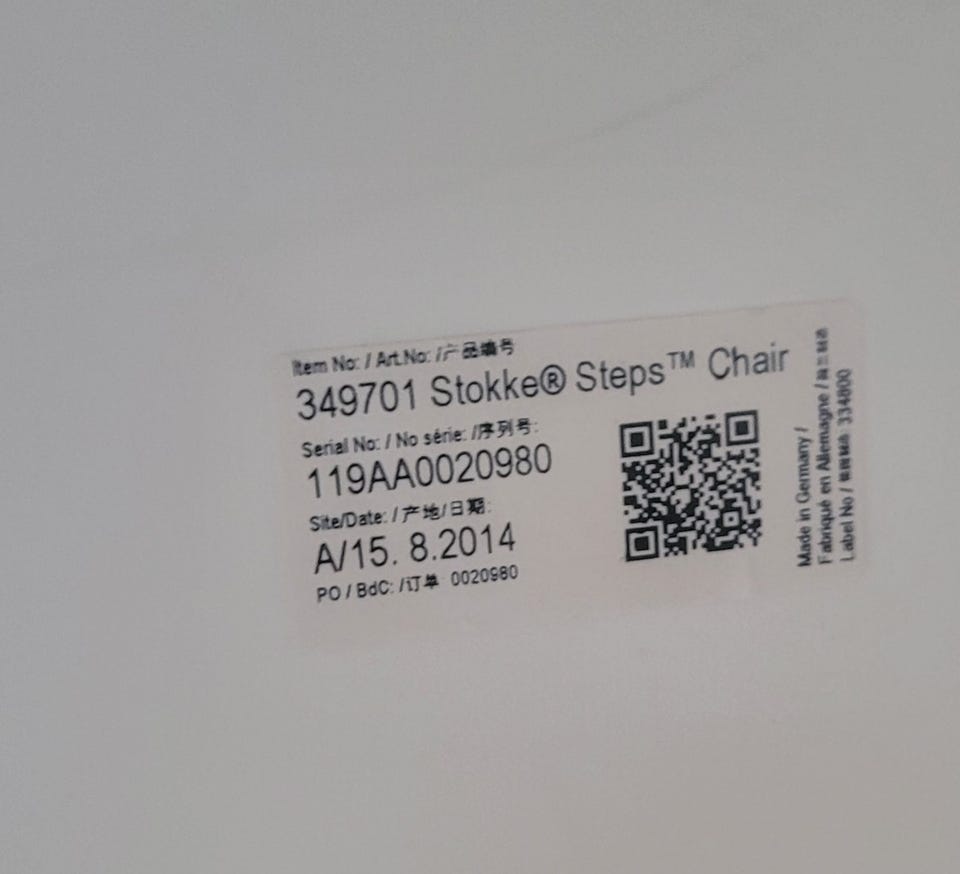 Item No: / Art.No: /产品编号
349701 Stokke® Steps™ Chair
Serial No: / No série: /序列号:
119AA0020980
Site/Date: / 产地/日期:
A/15. 8.2014
PO / BdC: /订单 0020980
Made in Germany /
Fabriqué en Allemagne /
Label No / 334800